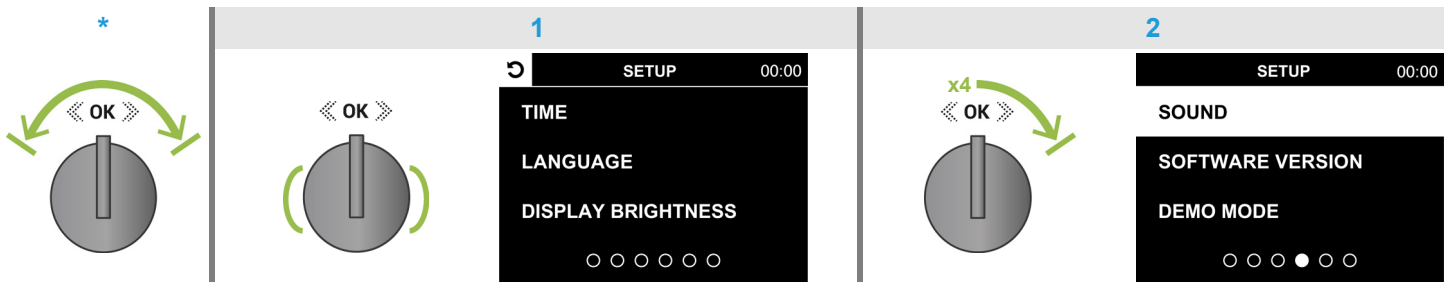 *
1
2
OK
OK
SETUP 00:00
TIME
LANGUAGE
DISPLAY BRIGHTNESS
x4
OK
SETUP 00:00
SOUND
SOFTWARE VERSION
DEMO MODE